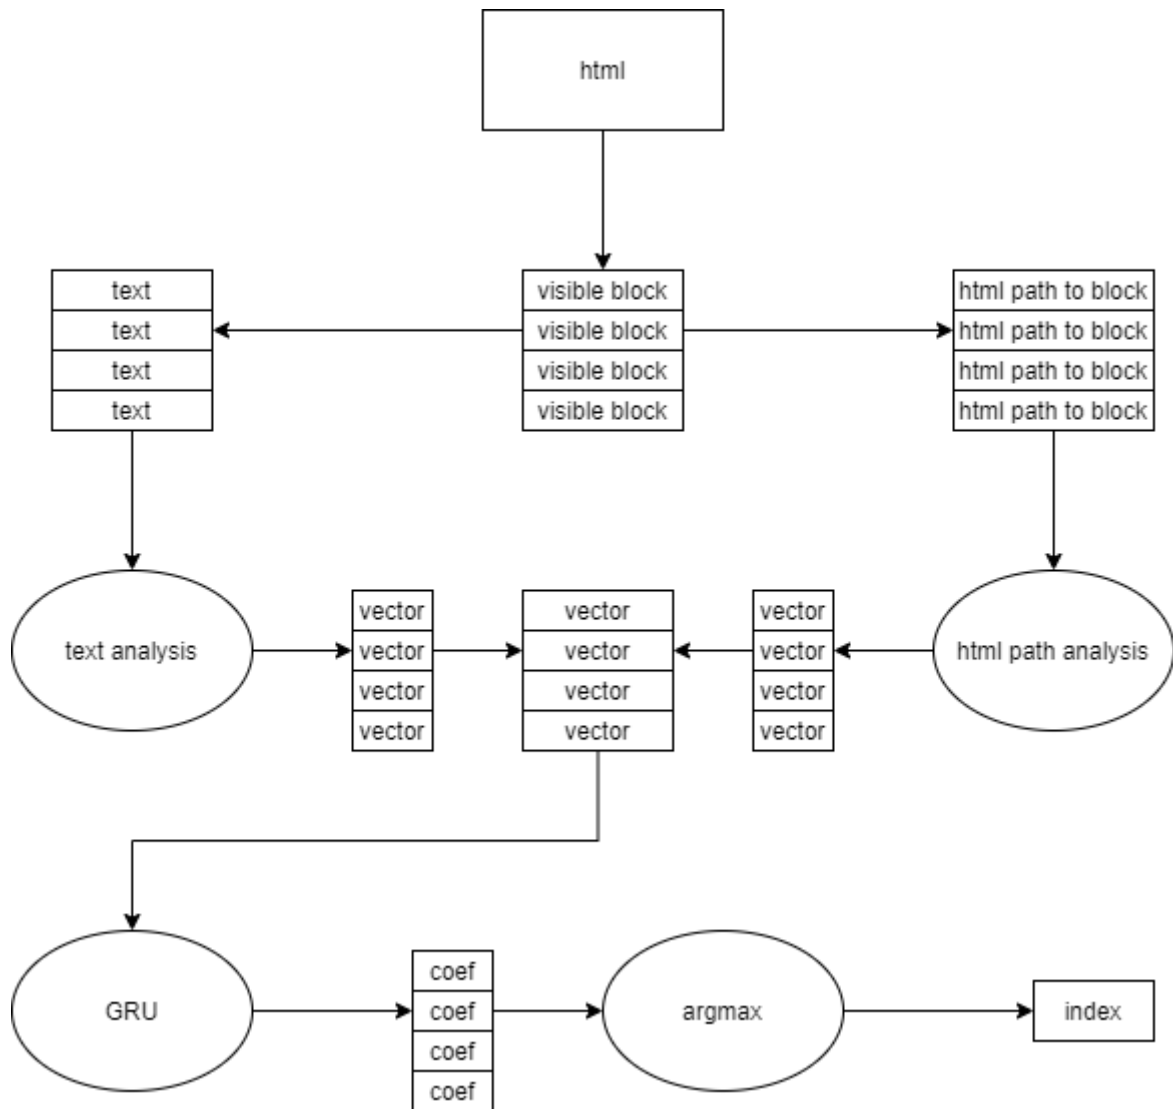 html
text
text
text
text
visible block
visible block
visible block
visible block
html path to block
html path to block
html path to block
html path to block
text analysis
vector
vector
vector
vector
vector
vector
vector
vector
vector
vector
vector
vector
html path analysis
GRU
coef
coef
coef
coef
argmax
index